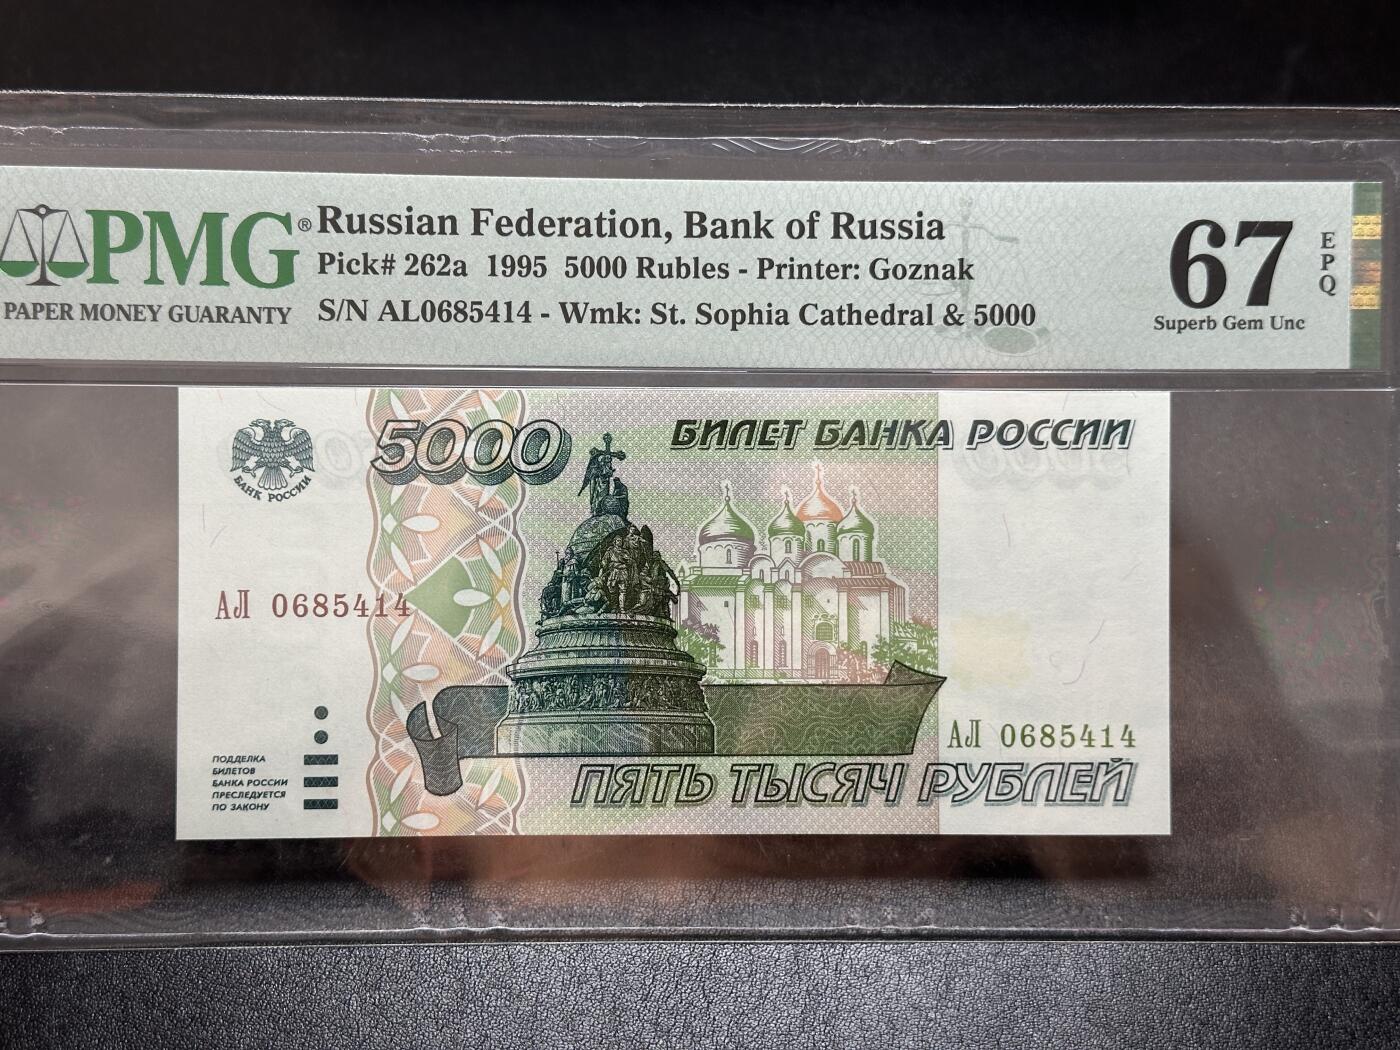 PMG®
PAPER MONEY GUARANTY
Russian Federation, Bank of Russia
Pick# 262a 1995 5000 Rubles - Printer: Goznak
S/N AL0685414 - Wmk: St. Sophia Cathedral & 5000
67
EPQ
Superb Gem Unc
5000
БИЛЕТ БАНКА РОССИИ
БАНК РОССИИ
АЛ 0685414
АЛ 0685414
ПОДДЕЛКА
БИЛЕТОВ
БАНКА РОССИИ
ПРЕСЛЕДУЕТСЯ
ПО ЗАКОНУ
ПЯТЬ ТЫСЯЧ РУБЛЕЙ